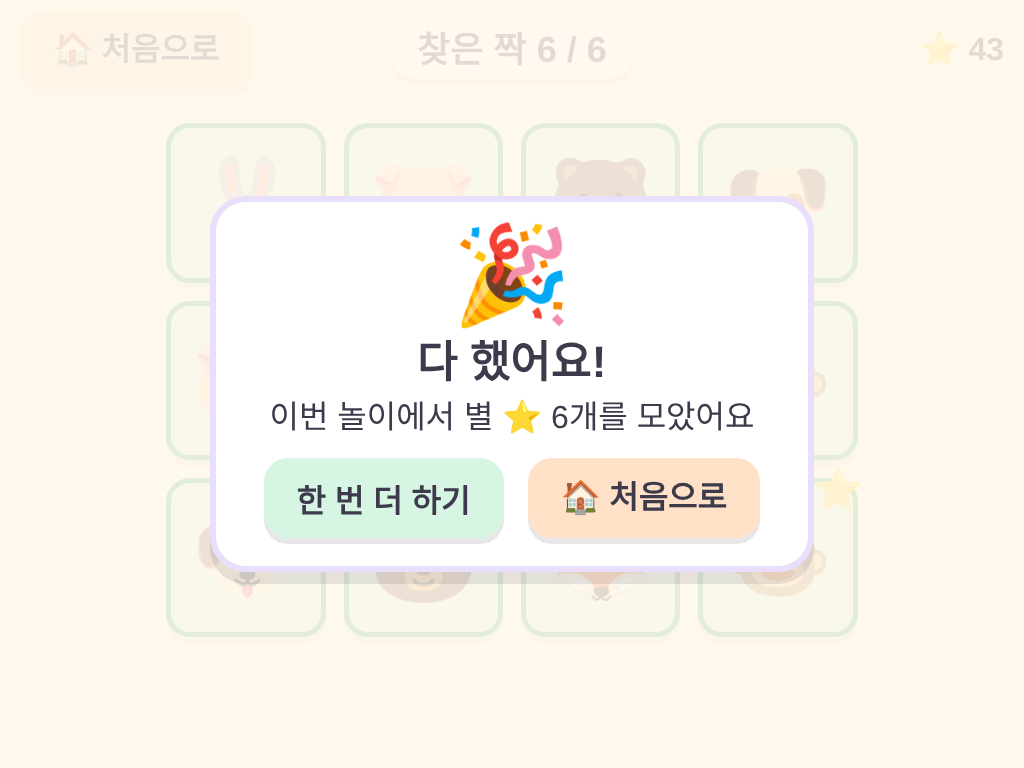 처음으로
찾은 짝 6 / 6
43
다 했어요!
이번 놀이에서 별 ⭐ 6개를 모았어요
한 번 더 하기
처음으로